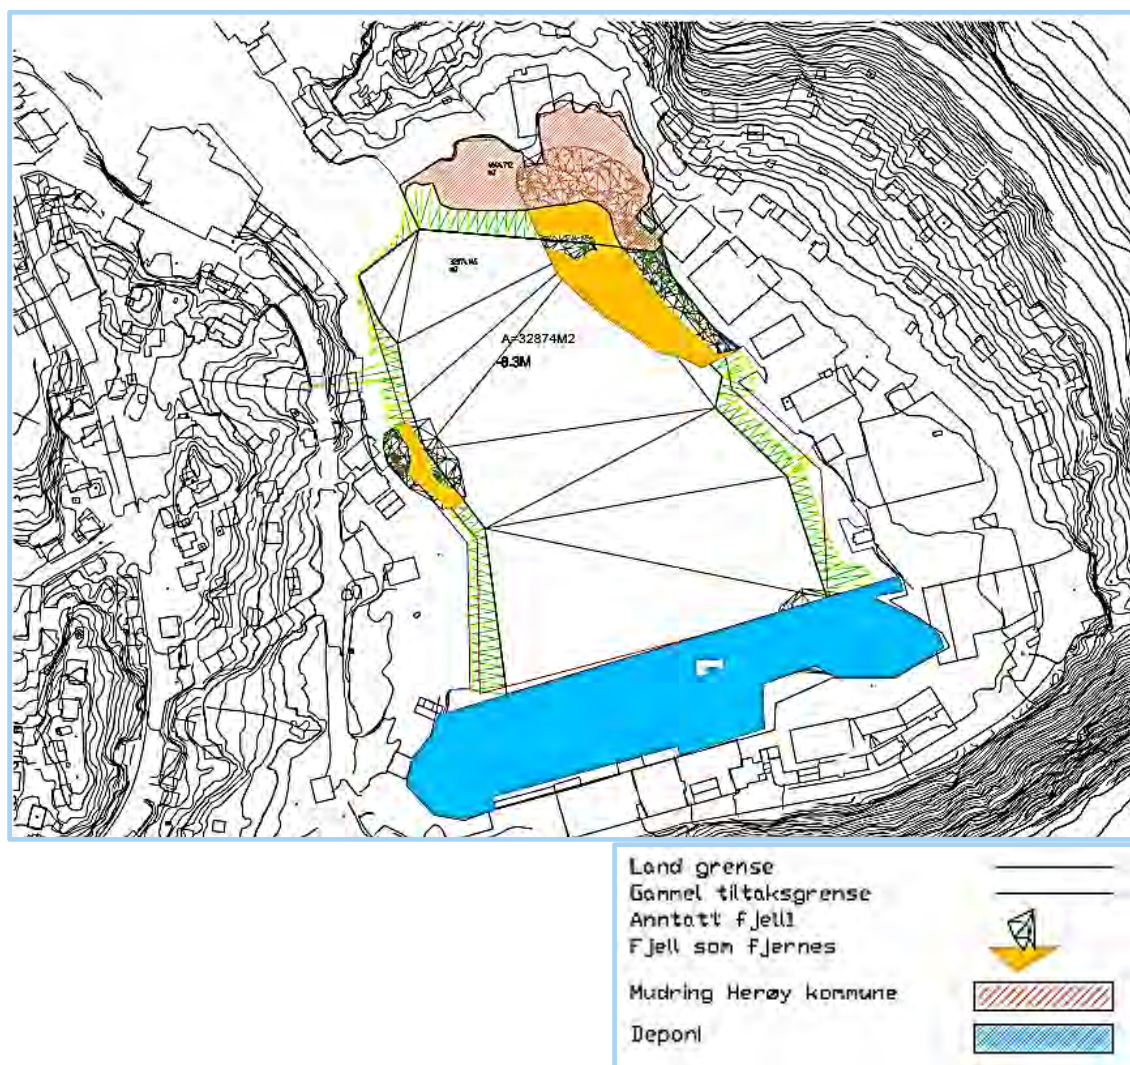 A=32874M2
-8.3M
Land grense
Gammel tiltaksgrense
Anntatt fjell
Fjell som fjernes
Mudring Herøy kommune
Deponi